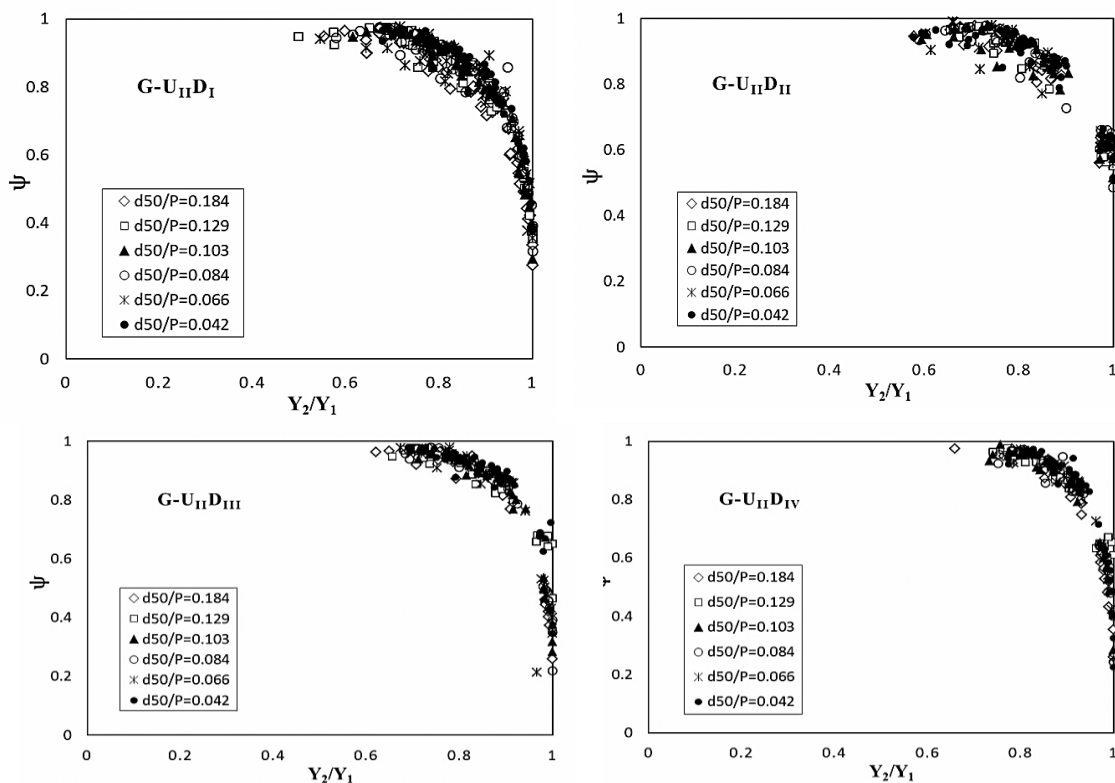 1
0.8
0.6
0.4
0.2
0
ψ
G-UIIDI
d50/P=0.184
d50/P=0.129
d50/P=0.103
d50/P=0.084
d50/P=0.066
d50/P=0.042
0 0.2 0.4 0.6 0.8 1
Y2/Y1
1
0.8
0.6
0.4
0.2
0
ψ
G-UIIDII
d50/P=0.184
d50/P=0.129
d50/P=0.103
d50/P=0.084
d50/P=0.066
d50/P=0.042
0 0.2 0.4 0.6 0.8 1
Y2/Y1
1
0.8
0.6
0.4
0.2
0
ψ
G-UIIDIII
d50/P=0.184
d50/P=0.129
d50/P=0.103
d50/P=0.084
d50/P=0.066
d50/P=0.042
0 0.2 0.4 0.6 0.8 1
Y2/Y1
1
0.8
0.6
0.4
0.2
0
G-UIIDIV
d50/P=0.184
d50/P=0.129
d50/P=0.103
d50/P=0.084
d50/P=0.066
d50/P=0.042
0 0.2 0.4 0.6 0.8 1
Y2/Y1